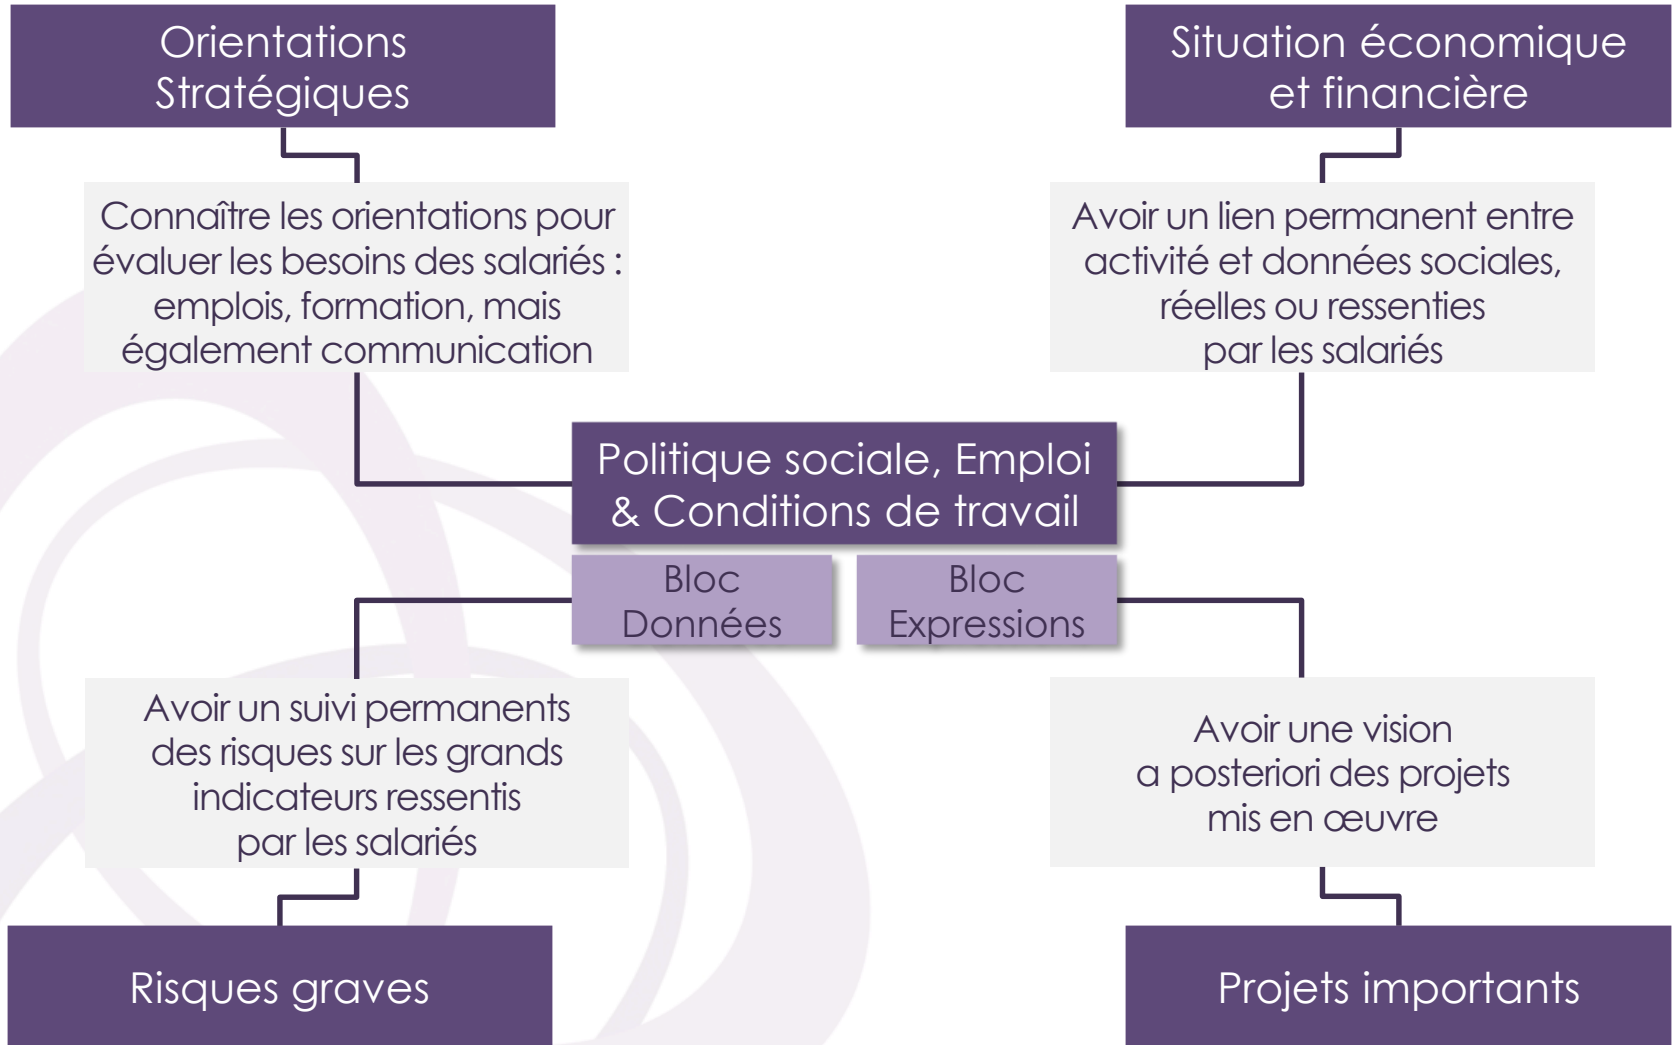 Orientations
Stratégiques
Situation économique
et financière
Connaître les orientations pour
évaluer les besoins des salariés :
emplois, formation, mais
également communication
Avoir un lien permanent entre
activité et données sociales,
réelles ou ressenties
par les salariés
Politique sociale, Emploi
& Conditions de travail
Bloc
Données
Bloc
Expressions
Avoir un suivi permanents
des risques sur les grands
indicateurs ressentis
par les salariés
Avoir une vision
a posteriori des projets
mis en œuvre
Risques graves
Projets importants